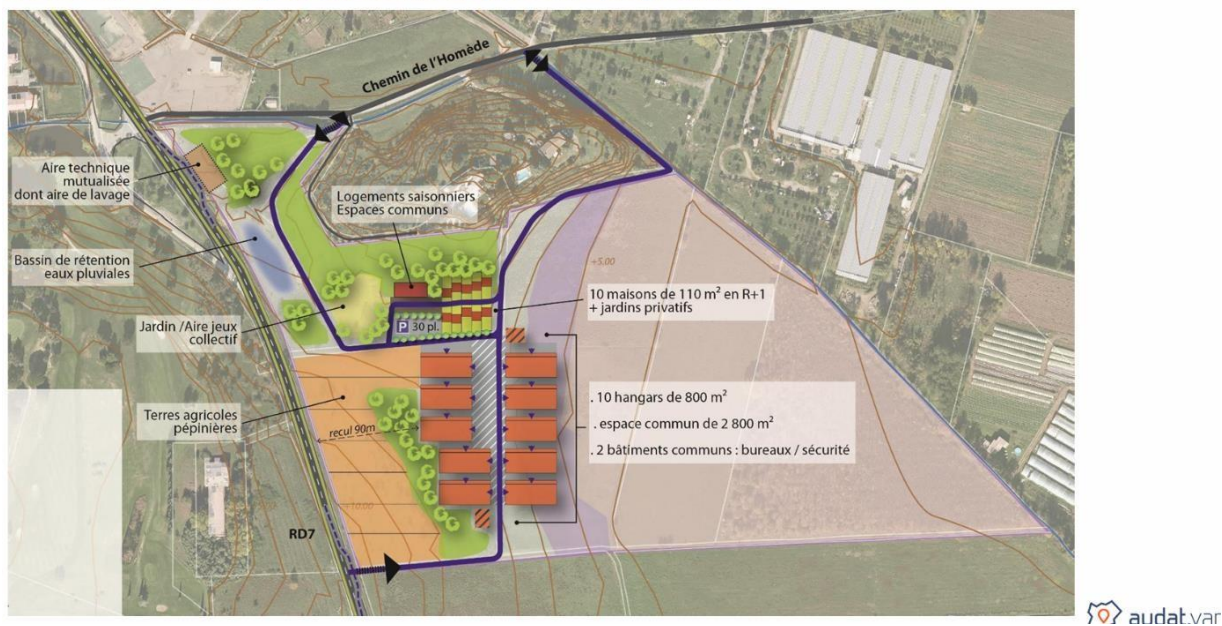 Chemin de l'Homède
Aire technique
mutualisée
dont aire de lavage
Logements saisonniers
Espaces communs
Bassin de rétention
eaux pluviales
+5.00
10 maisons de 110 m² en R+1
+ jardins privatifs
Jardin /Aire jeux
collectif
P 30 pl.
Terres agricoles
pépinières
recul 90m
. 10 hangars de 800 m²
. espace commun de 2 800 m²
. 2 bâtiments communs : bureaux / sécurité
+10.00
RD7
audat.var